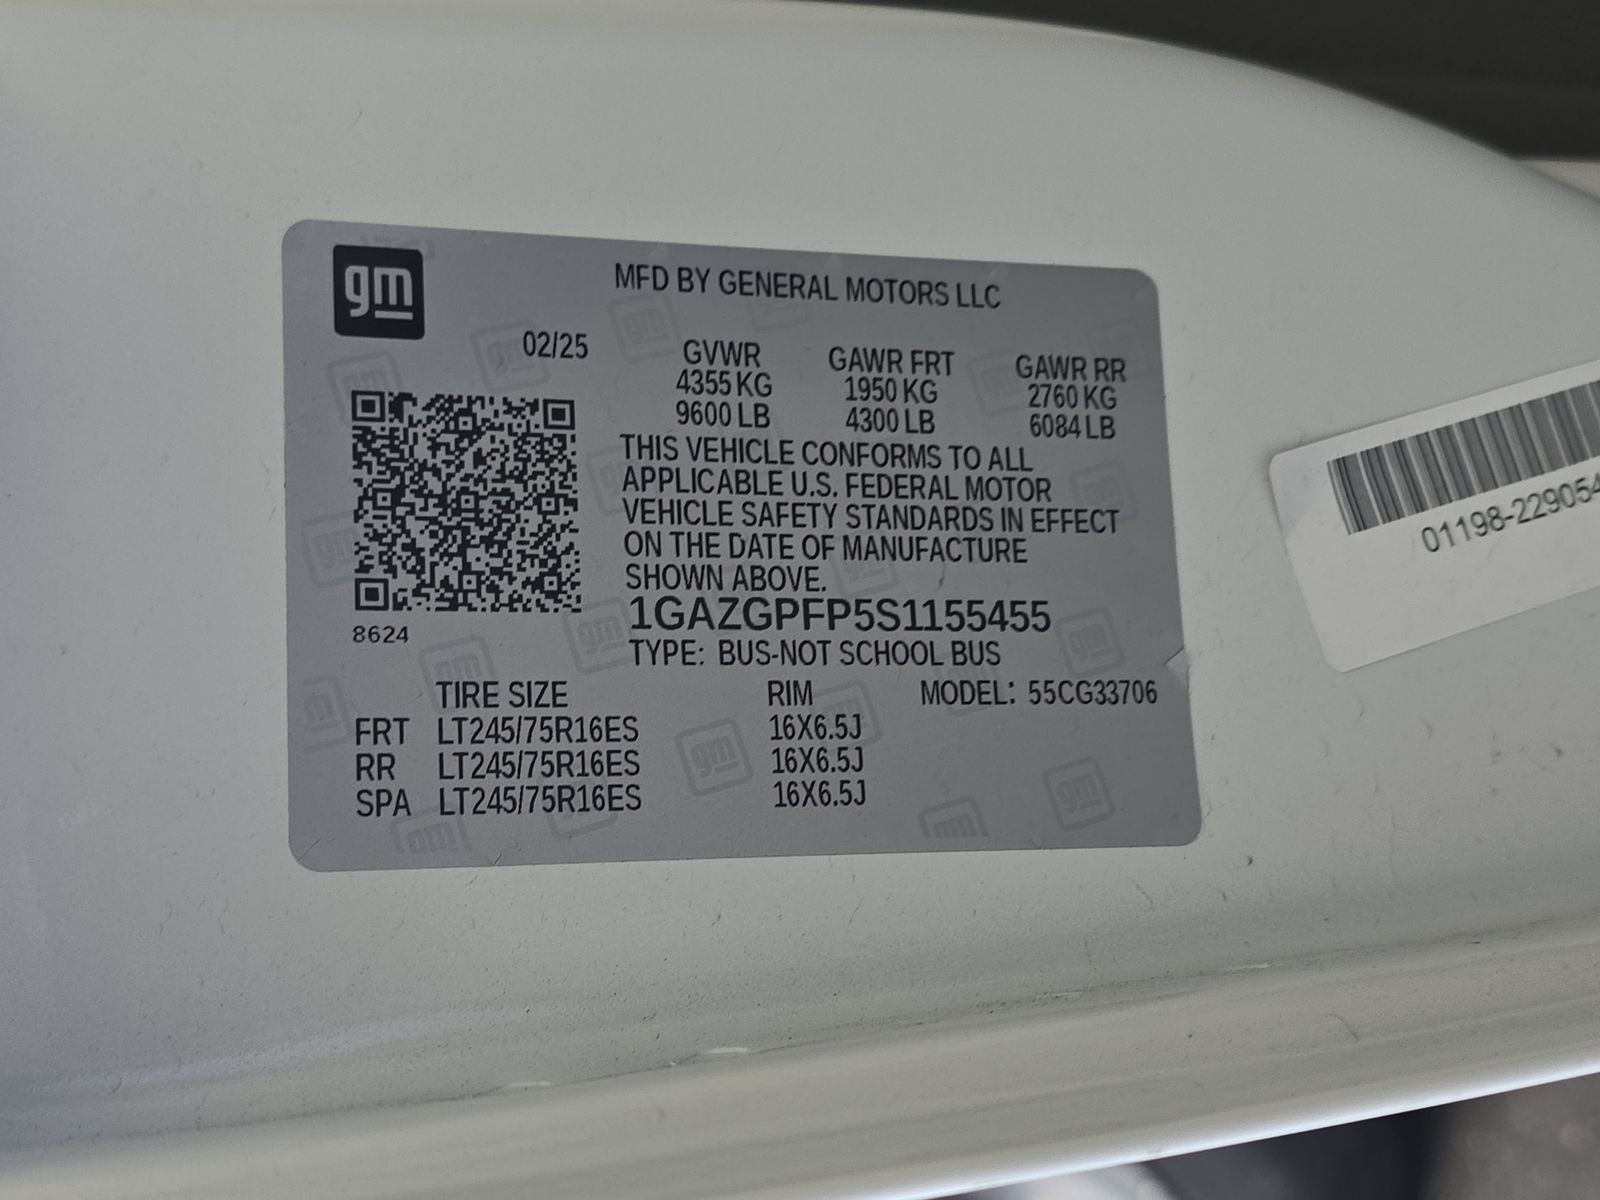 gm
MFD BY GENERAL MOTORS LLC
02/25
GVWR GAWR FRT GAWR RR
4355 KG 1950 KG 2760 KG
9600 LB 4300 LB 6084 LB
THIS VEHICLE CONFORMS TO ALL
APPLICABLE U.S. FEDERAL MOTOR
VEHICLE SAFETY STANDARDS IN EFFECT
ON THE DATE OF MANUFACTURE
SHOWN ABOVE.
1GAZGPFP5S1155455
8624
TYPE: BUS-NOT SCHOOL BUS
TIRE SIZE RIM MODEL: 55CG33706
FRT LT245/75R16ES 16X6.5J
RR LT245/75R16ES 16X6.5J
SPA LT245/75R16ES 16X6.5J
01198-229054